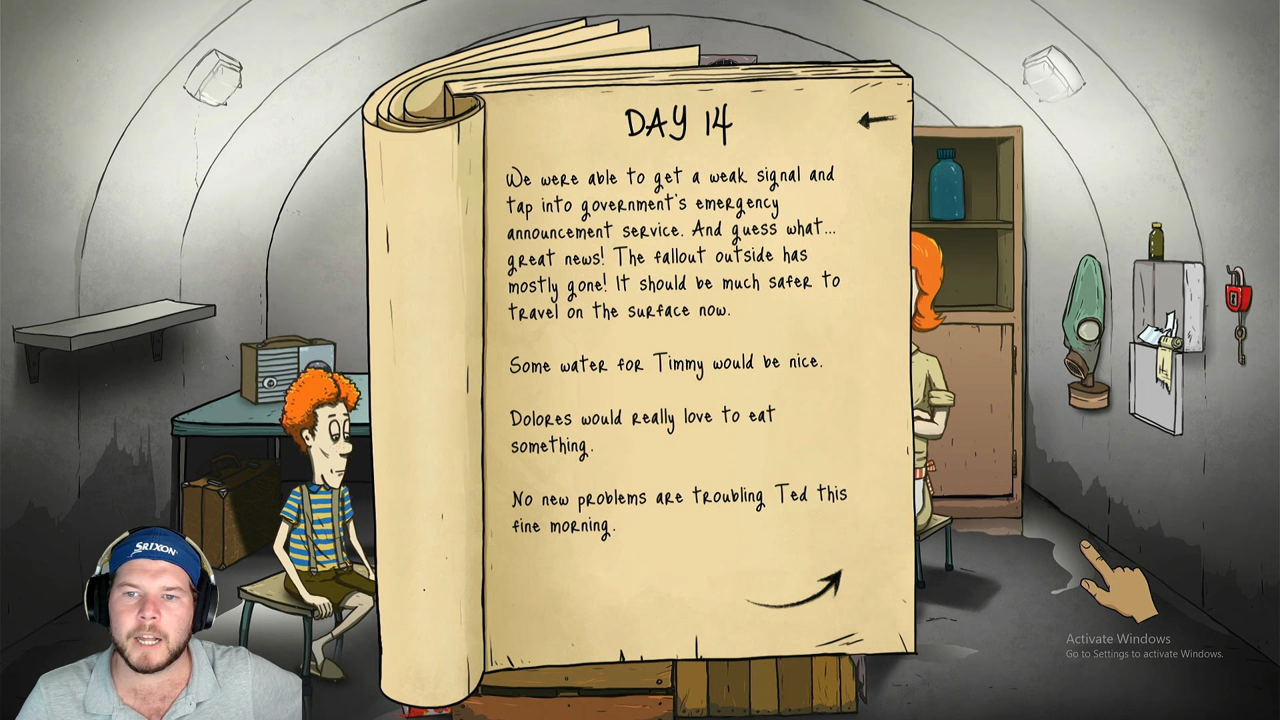 DAY 14
We were able to get a weak signal and
tap into government's emergency
announcement service. And guess what...
great news! The fallout outside has
mostly gone! It should be much safer to
travel on the surface now.
Some water for Timmy would be nice.
Dolores would really love to eat
something.
No new problems are troubling Ted this
fine morning.
SRIXON
Activate Windows
Go to Settings to activate Windows.